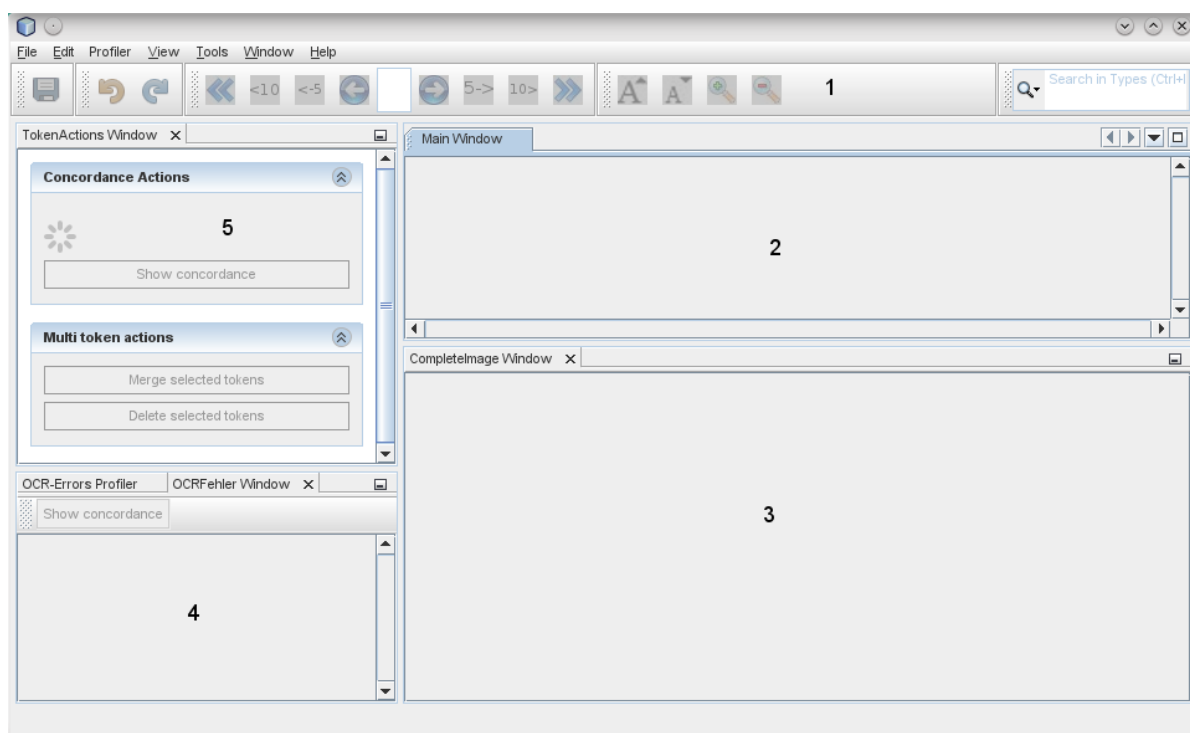 File Edit Profiler View Tools Window Help
<10 <-5 5-> 10> A A 1 Search in Types (Ctrl+I
TokenActions Window
Main Window
Concordance Actions
5
Show concordance
2
Multi token actions
Merge selected tokens
Delete selected tokens
CompleteImage Window
OCR-Errors Profiler OCRFehler Window
Show concordance
3
4